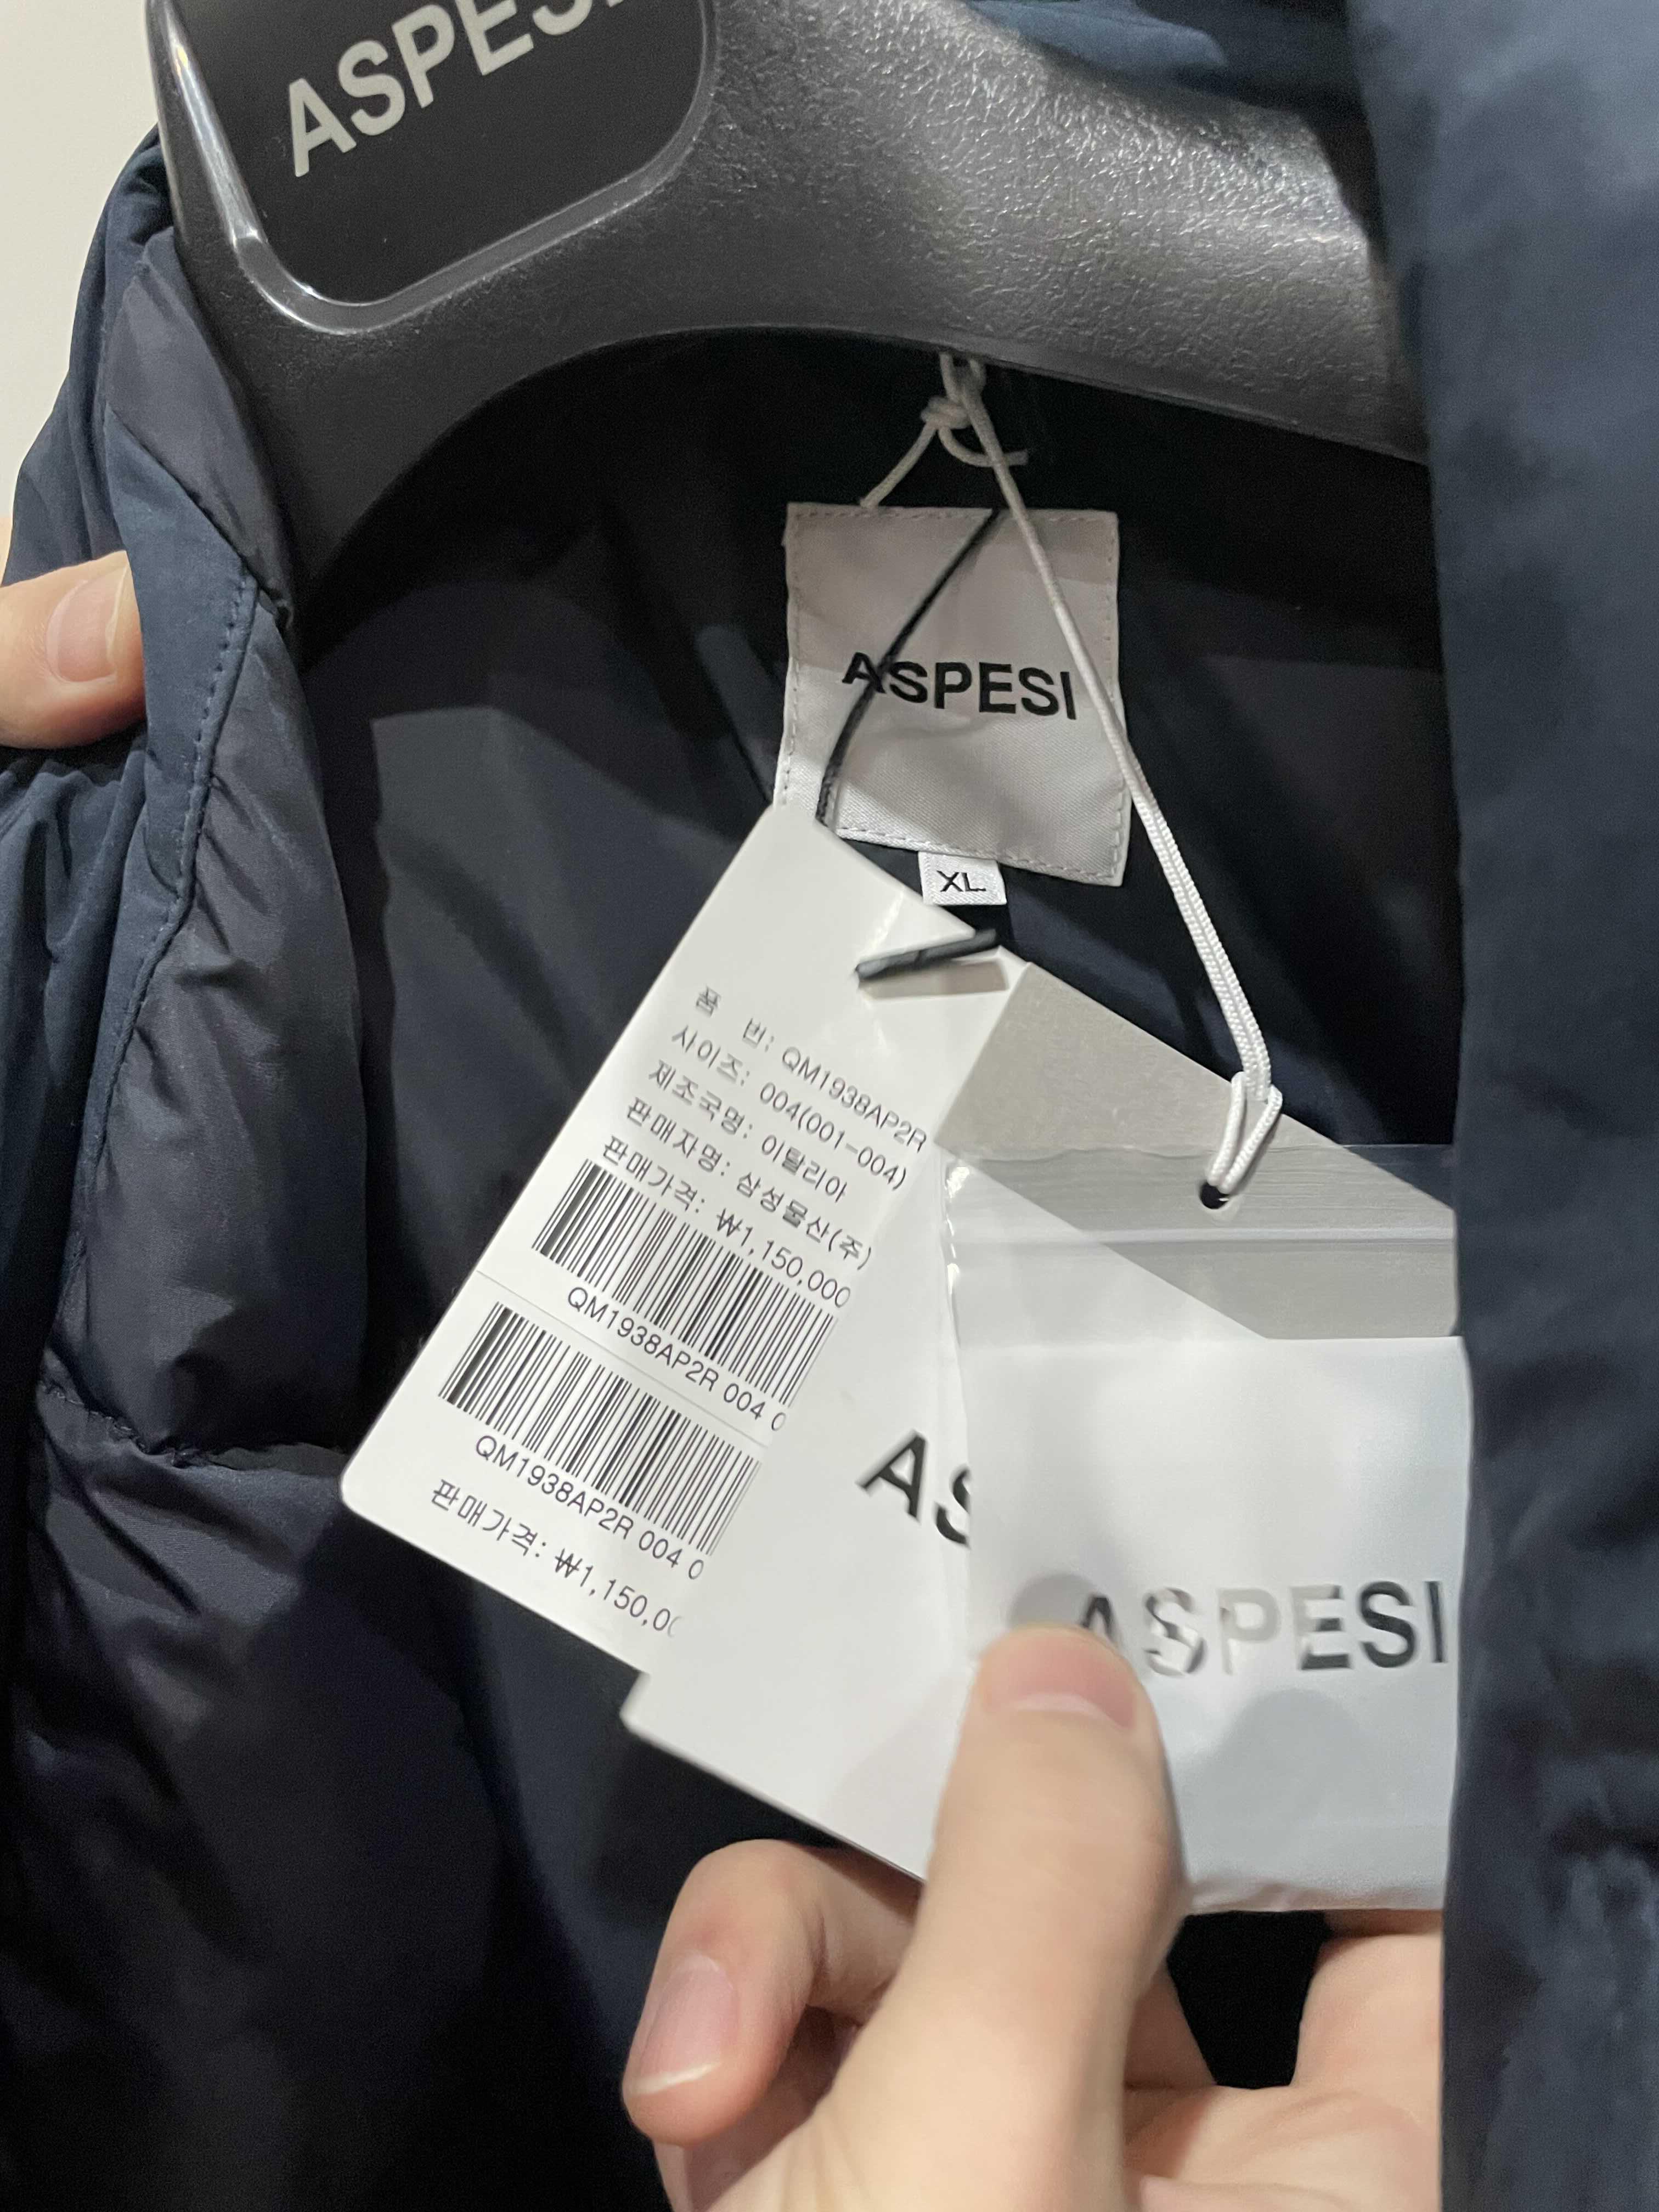 ASPESI
ASPESI
XL
품 번: QM1938AP2R
사이즈: 004(001-004)
제조국명: 이탈리아
판매자명: 삼성물산(주)
판매가격: ₩1,150,000
QM1938AP2R 004 0
QM1938AP2R 004 0
판매가격: ₩1,150,00
AS
ASPESI